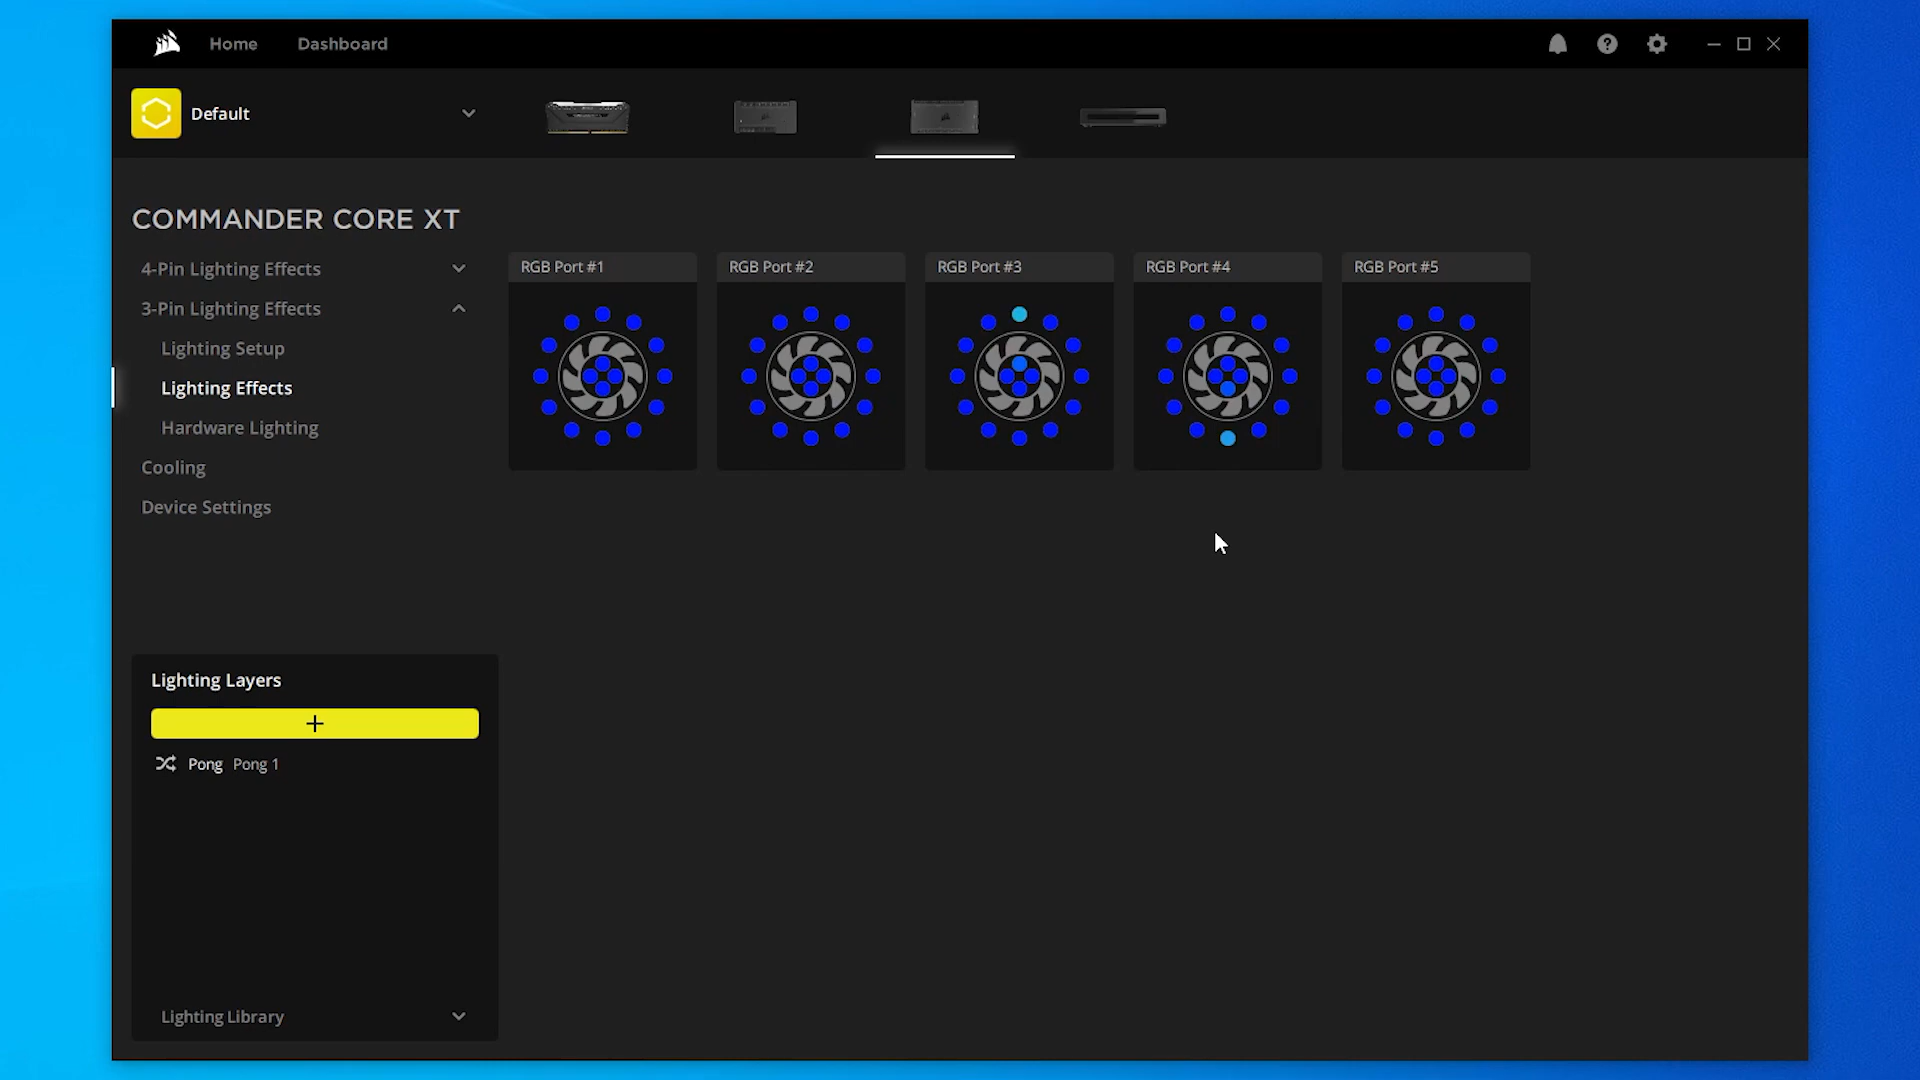 Home Dashboard
Default
COMMANDER CORE XT
4-Pin Lighting Effects
3-Pin Lighting Effects
Lighting Setup
Lighting Effects
Hardware Lighting
Cooling
Device Settings
RGB Port #1
RGB Port #2
RGB Port #3
RGB Port #4
RGB Port #5
Lighting Layers
+
Pong Pong 1
Lighting Library